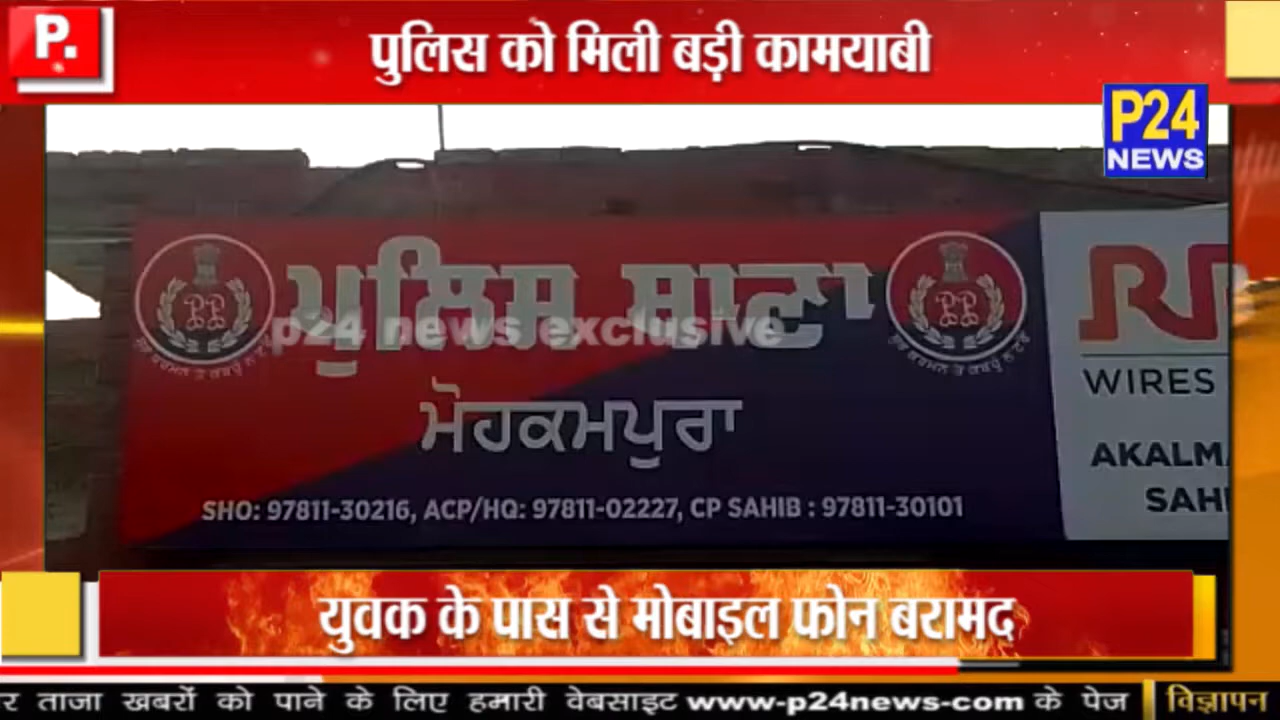 P.
पुलिस को मिली बड़ी कामयाबी
P24
NEWS
ਪੁਲਿਸ ਥਾਣਾ
p24 news exclusive
ਮੋਹਕਮਪੁਰਾ
SHO: 97811-30216, ACP/HQ: 97811-02227, CP SAHIB : 97811-30101
WIRES
AKALM
SAH
युवक के पास से मोबाइल फोन बरामद
र ताजा खबरों को पाने के लिए हमारी वेबसाइट www-p24news-com के पेज
विज्ञापन